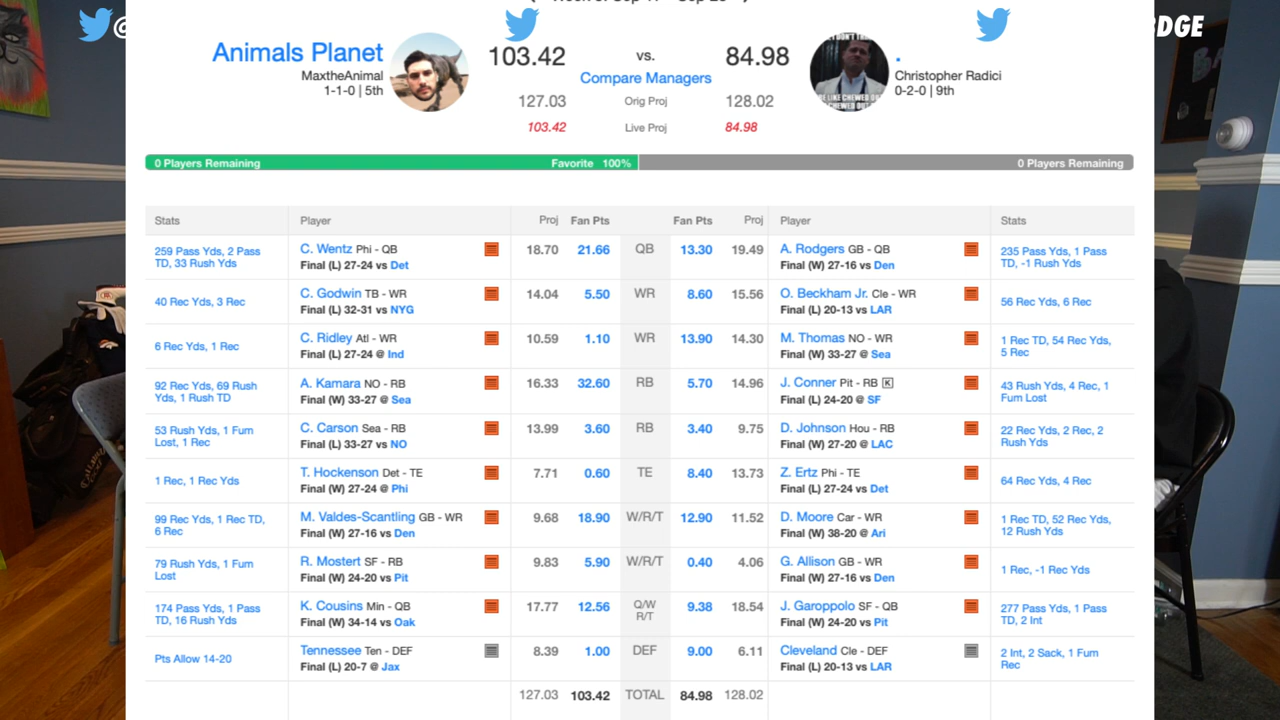 Animals Planet
MaxtheAnimal
1-1-0 | 5th
103.42 vs. 84.98
Compare Managers
.
Christopher Radici
0-2-0 | 9th
127.03 Orig Proj 128.02
103.42 Live Proj 84.98
0 Players Remaining Favorite 100% 0 Players Remaining
Stats Player Proj Fan Pts Fan Pts Proj Player Stats
259 Pass Yds, 2 Pass C. Wentz Phi - QB 18.70 21.66 QB 13.30 19.49 A. Rodgers GB - QB 235 Pass Yds, 1 Pass
TD, 33 Rush Yds Final (L) 27-24 vs Det Final (W) 27-16 vs Den TD, -1 Rush Yds
40 Rec Yds, 3 Rec C. Godwin TB - WR 14.04 5.50 WR 8.60 15.56 O. Beckham Jr. Cle - WR 56 Rec Yds, 6 Rec
Final (L) 32-31 vs NYG Final (L) 20-13 vs LAR
6 Rec Yds, 1 Rec C. Ridley Atl - WR 10.59 1.10 WR 13.90 14.30 M. Thomas NO - WR 1 Rec TD, 54 Rec Yds,
Final (L) 27-24 @ Ind Final (W) 33-27 @ Sea 5 Rec
92 Rec Yds, 69 Rush A. Kamara NO - RB 16.33 32.60 RB 5.70 14.96 J. Conner Pit - RB K 43 Rush Yds, 4 Rec, 1
Yds, 1 Rush TD Final (W) 33-27 @ Sea Final (L) 24-20 @ SF Fum Lost
53 Rush Yds, 1 Fum C. Carson Sea - RB 13.99 3.60 RB 3.40 9.75 D. Johnson Hou - RB 22 Rec Yds, 2 Rec, 2
Lost, 1 Rec Final (L) 33-27 vs NO Final (W) 27-20 @ LAC Rush Yds
1 Rec, 1 Rec Yds T. Hockenson Det - TE 7.71 0.60 TE 8.40 13.73 Z. Ertz Phi - TE 64 Rec Yds, 4 Rec
Final (W) 27-24 @ Phi Final (L) 27-24 vs Det
99 Rec Yds, 1 Rec TD, M. Valdes-Scantling GB - WR 9.68 18.90 W/R/T 12.90 11.52 D. Moore Car - WR 1 Rec TD, 52 Rec Yds,
6 Rec Final (W) 27-16 vs Den Final (W) 38-20 @ Ari 12 Rush Yds
79 Rush Yds, 1 Fum R. Mostert SF - RB 9.83 5.90 W/R/T 0.40 4.06 G. Allison GB - WR 1 Rec, -1 Rec Yds
Lost Final (W) 24-20 vs Pit Final (W) 27-16 vs Den
174 Pass Yds, 1 Pass K. Cousins Min - QB 17.77 12.56 Q/W 9.38 18.54 J. Garoppolo SF - QB 277 Pass Yds, 1 Pass
TD, 16 Rush Yds Final (W) 34-14 vs Oak R/T Final (W) 24-20 vs Pit TD, 2 Int
Pts Allow 14-20 Tennessee Ten - DEF 8.39 1.00 DEF 9.00 6.11 Cleveland Cle - DEF 2 Int, 2 Sack, 1 Fum
Final (L) 20-7 @ Jax Final (L) 20-13 vs LAR Rec
127.03 103.42 TOTAL 84.98 128.02
@
DGE